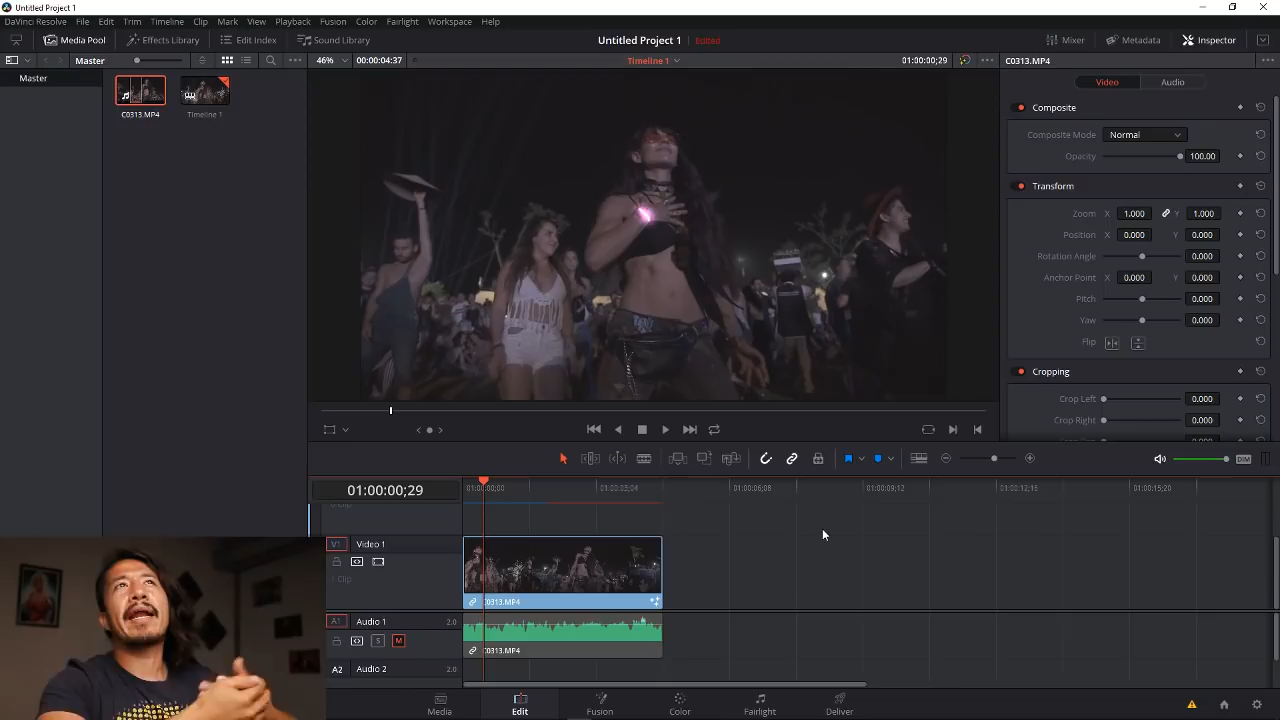 Untitled Project 1
DaVinci Resolve File Edit Trim Timeline Clip Mark View Playback Fusion Color Fairlight Workspace Help
Media Pool Effects Library Edit Index Sound Library Untitled Project 1 Edited Mixer Metadata Inspector
Master 46% 00:00:04:37 Timeline 1 01:00:00;29 C0313.MP4
Master
Video Audio
C0313.MP4 Timeline 1
Composite
Composite Mode Normal
Opacity 100.00
Transform
Zoom X 1.000 Y 1.000
Position X 0.000 Y 0.000
Rotation Angle 0.000
Anchor Point X 0.000 Y 0.000
Pitch 0.000
Yaw 0.000
Flip
Cropping
Crop Left 0.000
Crop Right 0.000
DIM
01:00:00;29
01:00:00;00 01:00:03;04 01:00:06;08 01:00:09;12 01:00:12;16 01:00:15;20
V1 Video 1
1 Clip
C0313.MP4
A1 Audio 1 2.0
S M
C0313.MP4
A2 Audio 2 2.0
Media Edit Fusion Color Fairlight Deliver